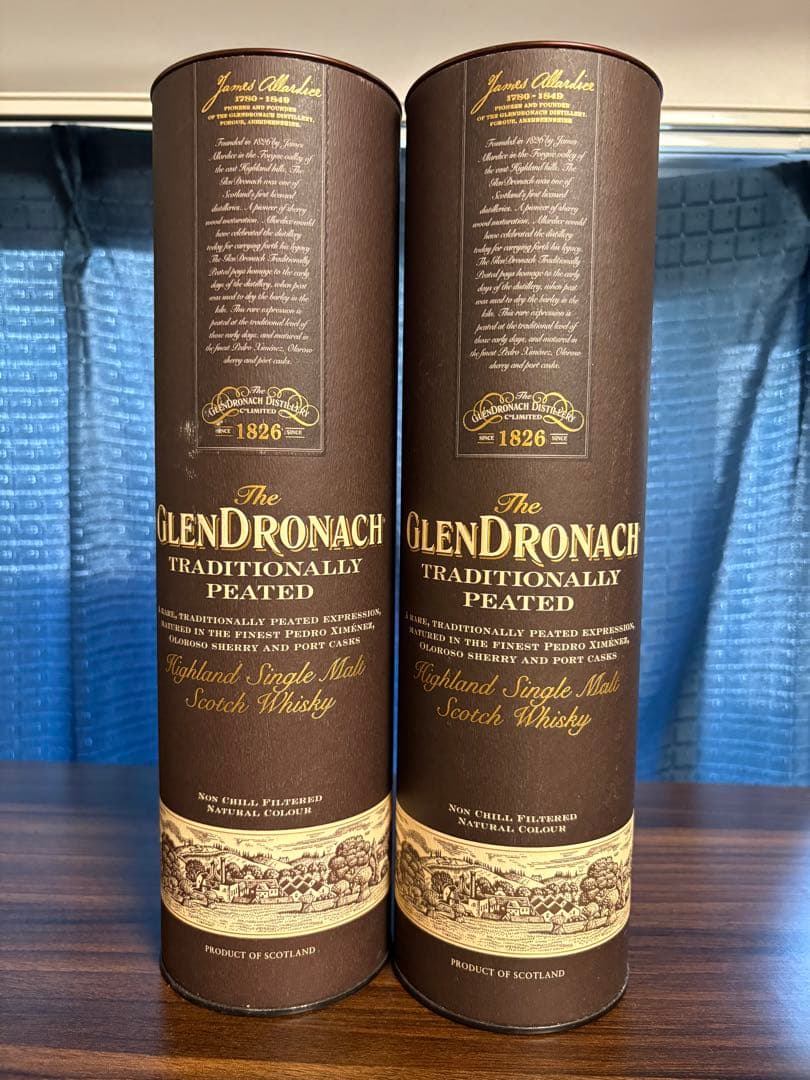 James Allardice
1780-1849
PIONEER AND FOUNDER
OF THE GLENDRONACH DISTILLERY,
FORGUE, ABERDEENSHIRE.
Founded in 1826 by James
Allardice in the Forgue valley of
the east Highland hills. The
GlenDronach was one of
Scotland's first licensed
distilleries. A pioneer of sherry
wood maturation. Allardice would
have celebrated the distillery
today for carrying forth his legacy.
The GlenDronach Traditionally
Peated pays homage to the early
days of the distillery, when peat
was used to dry the barley in the
kiln. This rare expression is
peated at the traditional level of
those early days, and matured in
the finest Pedro Ximénez, Oloroso
sherry and port casks.
The
GLENDRONACH DISTILLERY
Co LIMITED
SINCE 1826 SINCE
The
GLENDRONACH
TRADITIONALLY
PEATED
A RARE, TRADITIONALLY PEATED EXPRESSION,
MATURED IN THE FINEST PEDRO XIMÉNEZ,
OLOROSO SHERRY AND PORT CASKS
Highland Single Malt
Scotch Whisky
NON CHILL FILTERED
NATURAL COLOUR
PRODUCT OF SCOTLAND
James Allardice
1780-1849
PIONEER AND FOUNDER
OF THE GLENDRONACH DISTILLERY,
FORGUE, ABERDEENSHIRE
Founded in 1826 by James
Allardice in the Forgue valley of
the east Highland hills. The
GlenDronach was one of
Scotland's first licensed
distilleries. A pioneer of sherry
wood maturation. Allardice would
have celebrated the distillery
today for carrying forth his legacy.
The GlenDronach Traditionally
Peated pays homage to the early
days of the distillery, when peat
was used to dry the barley in the
kiln. This rare expression is
peated at the traditional level of
those early days, and matured in
the finest Pedro Ximénez, Oloroso
sherry and port casks.
The
GLENDRONACH DISTILLERY
Co LIMITED
SINCE 1826 SINCE
The
GLENDRONACH
TRADITIONALLY
PEATED
A RARE, TRADITIONALLY PEATED EXPRESSION,
MATURED IN THE FINEST PEDRO XIMÉNEZ,
OLOROSO SHERRY AND PORT CASKS
Highland Single Malt
Scotch Whisky
NON CHILL FILTERED
NATURAL COLOUR
PRODUCT OF SCOTLAND